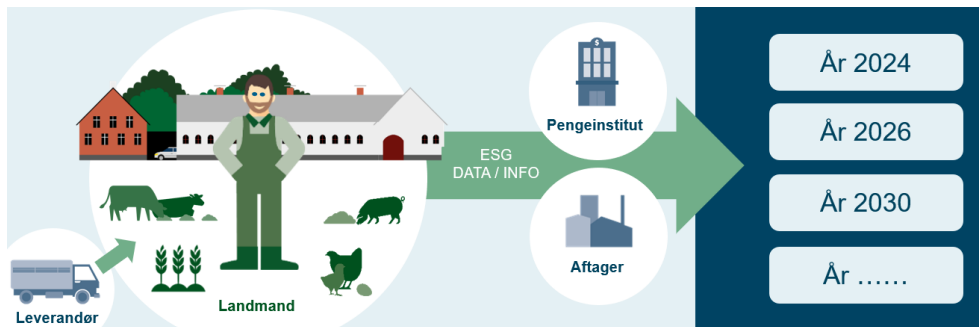 Leverandør
Landmand
ESG
DATA / INFO
$
Pengeinstitut
Aftager
År 2024
År 2026
År 2030
År ......